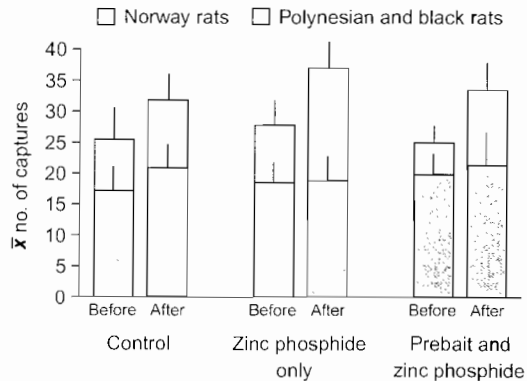 Norway rats Polynesian and black rats
40
35
30
25
20
15
10
5
0
x̄ no. of captures
Before After Before After Before After
Control Zinc phosphide only Prebait and zinc phosphide